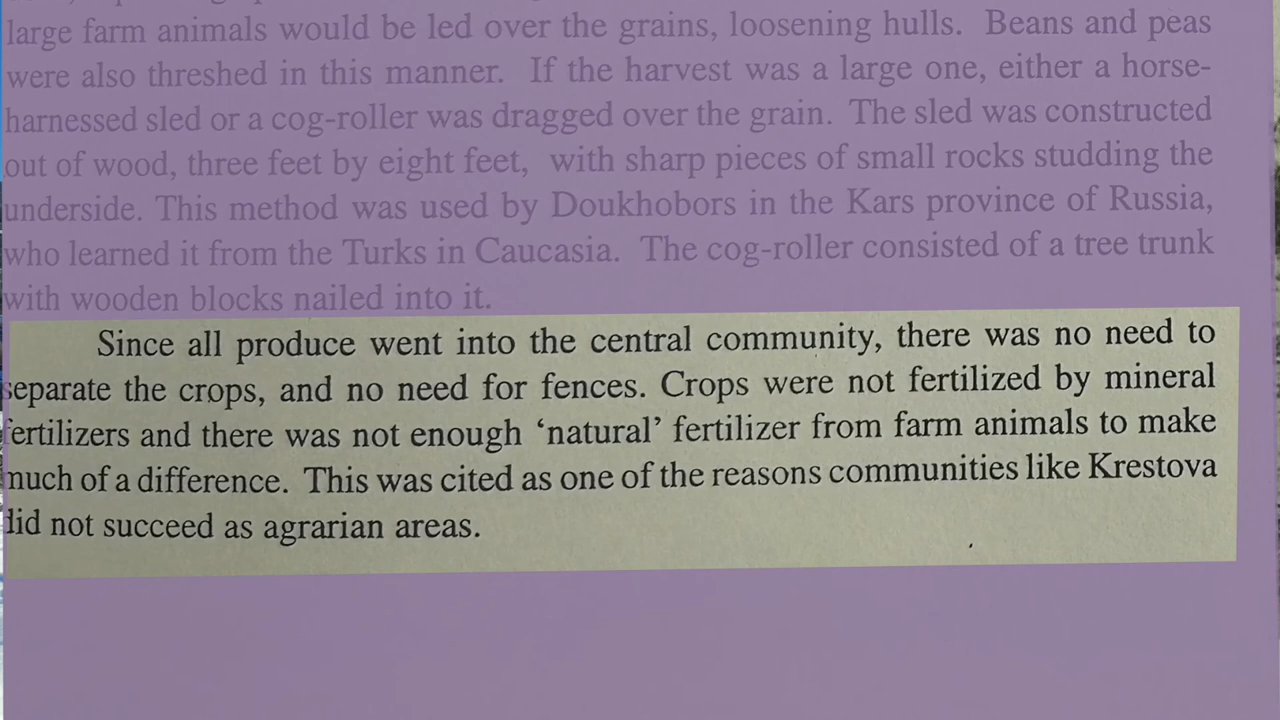 large farm animals would be led over the grains, loosening hulls. Beans and peas
were also threshed in this manner. If the harvest was a large one, either a horse-
harnessed sled or a cog-roller was dragged over the grain. The sled was constructed
out of wood, three feet by eight feet, with sharp pieces of small rocks studding the
underside. This method was used by Doukhobors in the Kars province of Russia,
who learned it from the Turks in Caucasia. The cog-roller consisted of a tree trunk
with wooden blocks nailed into it.
Since all produce went into the central community, there was no need to
separate the crops, and no need for fences. Crops were not fertilized by mineral
fertilizers and there was not enough ‘natural’ fertilizer from farm animals to make
much of a difference. This was cited as one of the reasons communities like Krestova
did not succeed as agrarian areas.